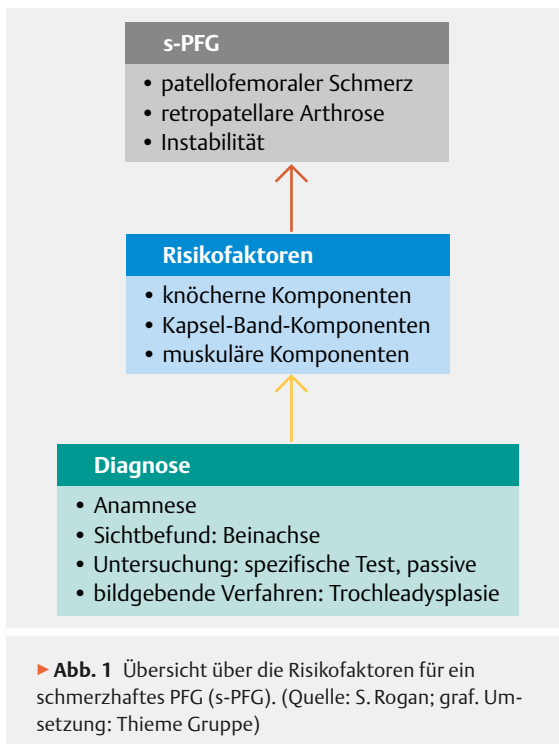 s-PFG
• patellofemoraler Schmerz
• retropatellare Arthrose
• Instabilität
Risikofaktoren
• knöcherne Komponenten
• Kapsel-Band-Komponenten
• muskuläre Komponenten
Diagnose
• Anamnese
• Sichtbefund: Beinachse
• Untersuchung: spezifische Test, passive
• bildgebende Verfahren: Trochleadysplasie
▶ Abb. 1 Übersicht über die Risikofaktoren für ein
schmerzhaftes PFG (s-PFG). (Quelle: S. Rogan; graf. Um-
setzung: Thieme Gruppe)